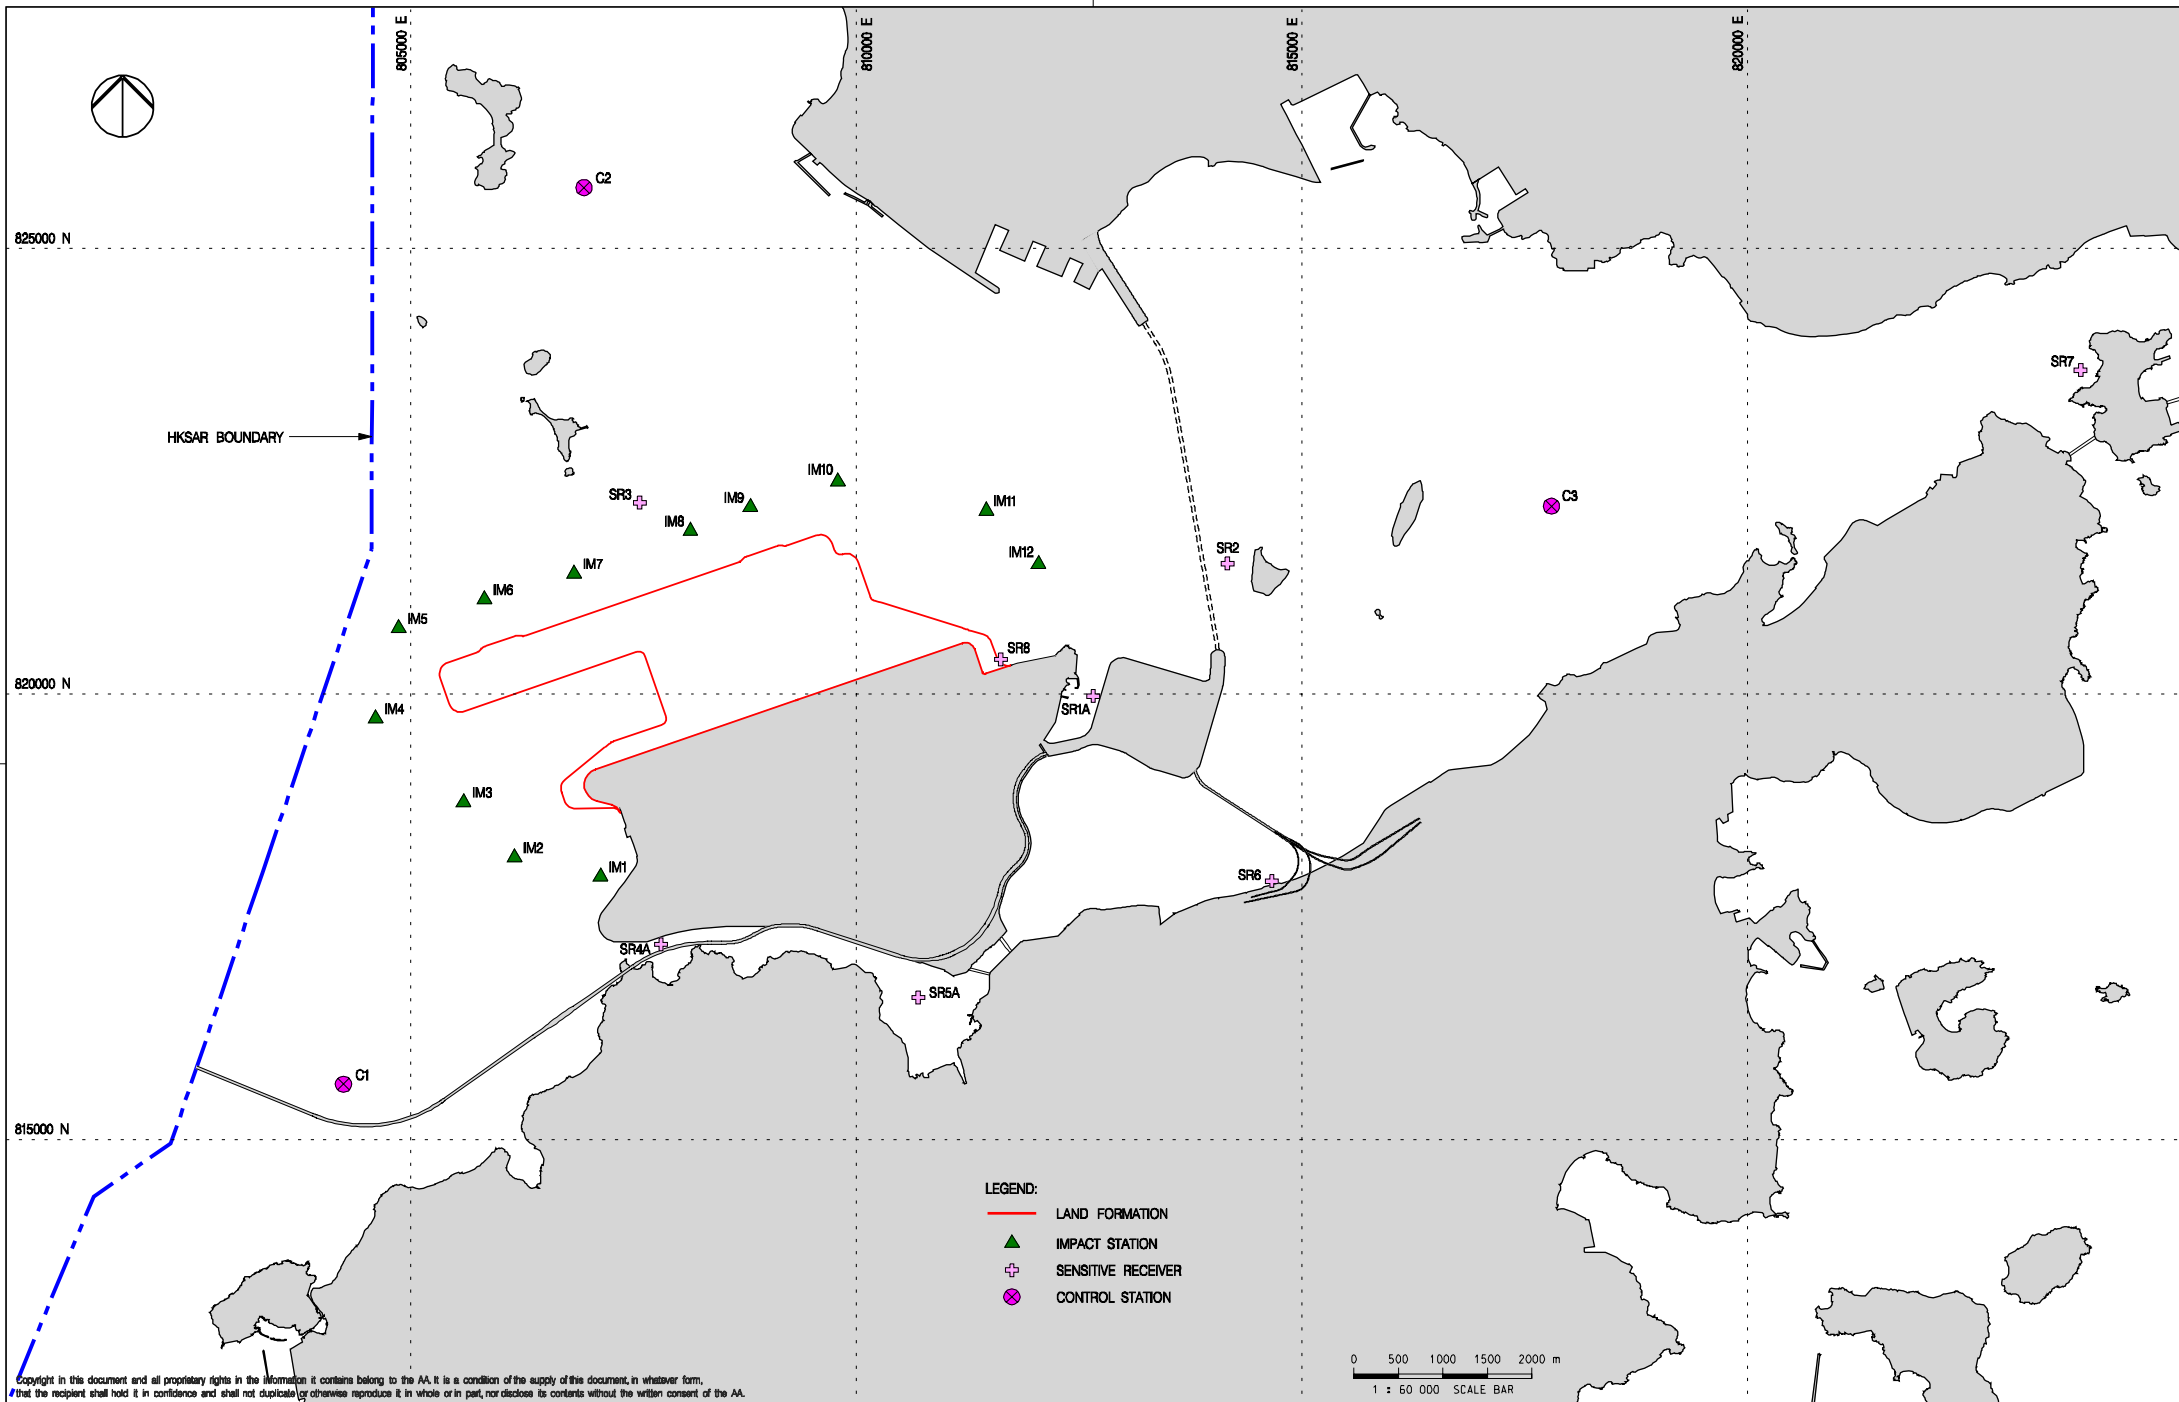 805000 E
810000 E
815000 E
820000 E
C2
825000 N
SR7
HKSAR BOUNDARY
IM10
SR3
IM9
IM11
C3
IM8
IM12
SR2
IM7
IM6
IM5
SR8
820000 N
SR1A
IM4
IM3
IM2
IM1
SR6
SR4A
SR5A
C1
815000 N
LEGEND:
LAND FORMATION
IMPACT STATION
SENSITIVE RECEIVER
CONTROL STATION
0 500 1000 1500 2000 m
1 : 60 000 SCALE BAR
Copyright in this document and all proprietary rights in the information it contains belong to the AA. It is a condition of the supply of this document, in whatever form,
that the recipient shall hold it in confidence and shall not duplicate or otherwise reproduce it in whole or in part, nor disclose its contents without the written consent of the AA.